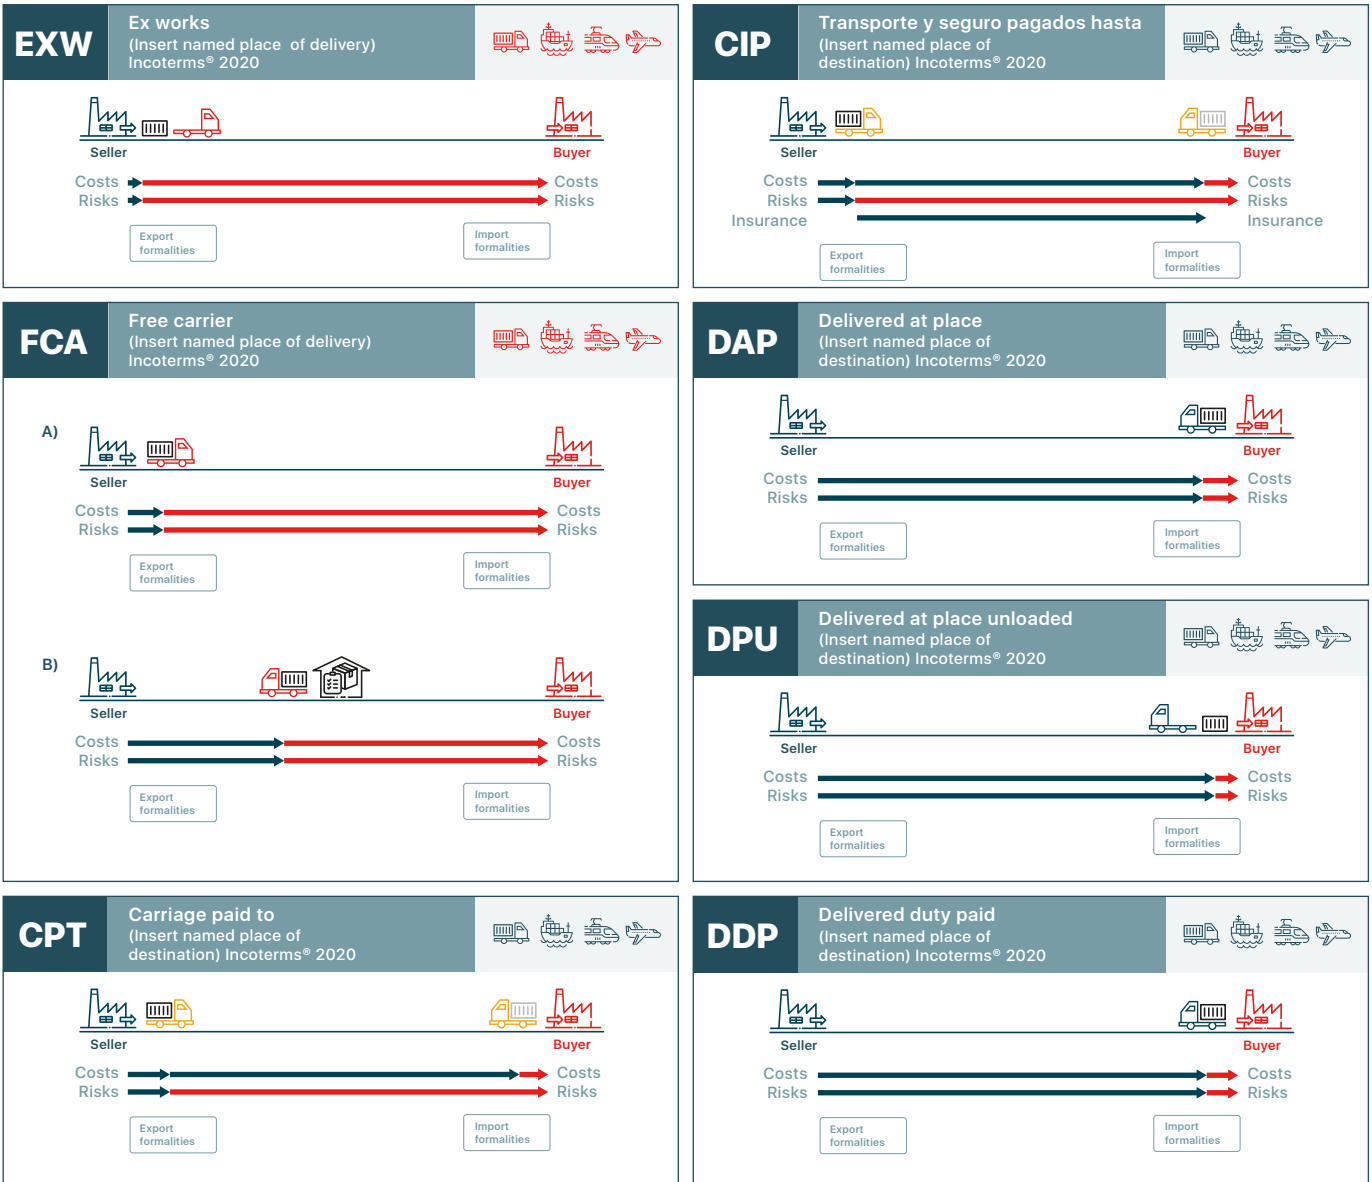 EXW
Ex works
(Insert named place of delivery)
Incoterms® 2020
Seller
Buyer
Costs
Costs
Risks
Risks
Export
formalities
Import
formalities
FCA
Free carrier
(Insert named place of delivery)
Incoterms® 2020
A)
Seller
Buyer
Costs
Costs
Risks
Risks
Export
formalities
Import
formalities
B)
Seller
Buyer
Costs
Costs
Risks
Risks
Export
formalities
Import
formalities
CPT
Carriage paid to
(Insert named place of
destination) Incoterms® 2020
Seller
Buyer
Costs
Costs
Risks
Risks
Export
formalities
Import
formalities
CIP
Transporte y seguro pagados hasta
(Insert named place of
destination) Incoterms® 2020
Seller
Buyer
Costs
Costs
Risks
Risks
Insurance
Insurance
Export
formalities
Import
formalities
DAP
Delivered at place
(Insert named place of
destination) Incoterms® 2020
Seller
Buyer
Costs
Costs
Risks
Risks
Export
formalities
Import
formalities
DPU
Delivered at place unloaded
(Insert named place of
destination) Incoterms® 2020
Seller
Buyer
Costs
Costs
Risks
Risks
Export
formalities
Import
formalities
DDP
Delivered duty paid
(Insert named place of
destination) Incoterms® 2020
Seller
Buyer
Costs
Costs
Risks
Risks
Export
formalities
Import
formalities